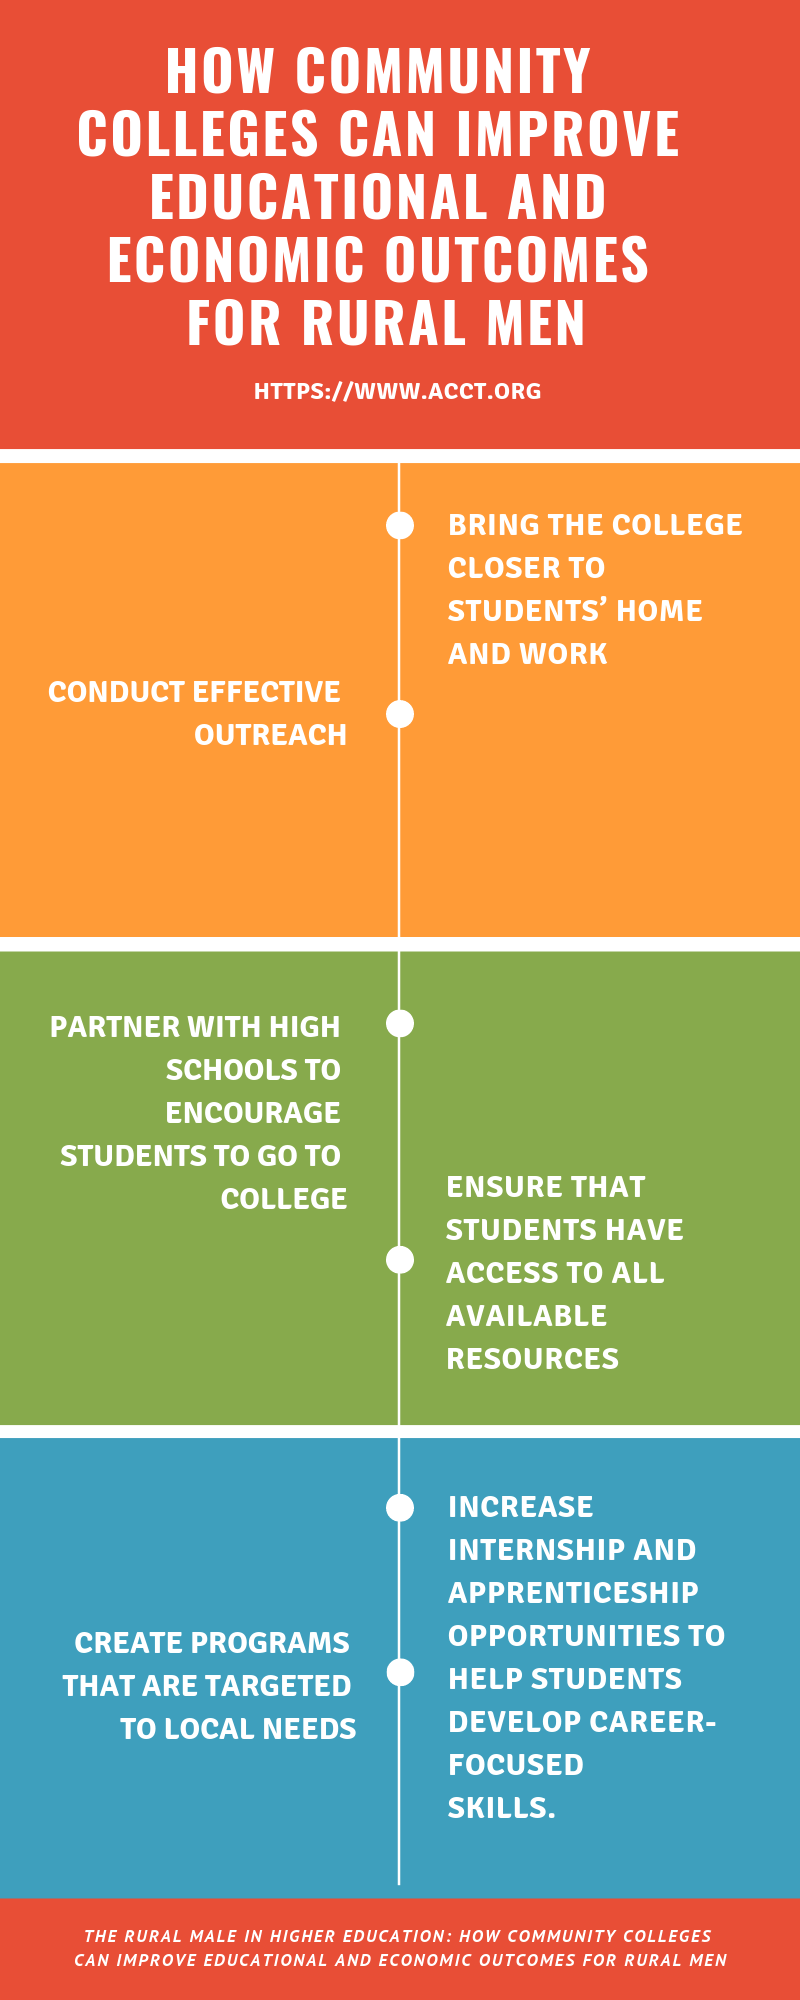 HOW COMMUNITY
COLLEGES CAN IMPROVE
EDUCATIONAL AND
ECONOMIC OUTCOMES
FOR RURAL MEN
HTTPS://WWW.ACCT.ORG
BRING THE COLLEGE
CLOSER TO
STUDENTS’ HOME
AND WORK
CONDUCT EFFECTIVE
OUTREACH
PARTNER WITH HIGH
SCHOOLS TO
ENCOURAGE
STUDENTS TO GO TO
COLLEGE
ENSURE THAT
STUDENTS HAVE
ACCESS TO ALL
AVAILABLE
RESOURCES
INCREASE
INTERNSHIP AND
APPRENTICESHIP
OPPORTUNITIES TO
HELP STUDENTS
DEVELOP CAREER-
FOCUSED
SKILLS.
CREATE PROGRAMS
THAT ARE TARGETED
TO LOCAL NEEDS
THE RURAL MALE IN HIGHER EDUCATION: HOW COMMUNITY COLLEGES
CAN IMPROVE EDUCATIONAL AND ECONOMIC OUTCOMES FOR RURAL MEN